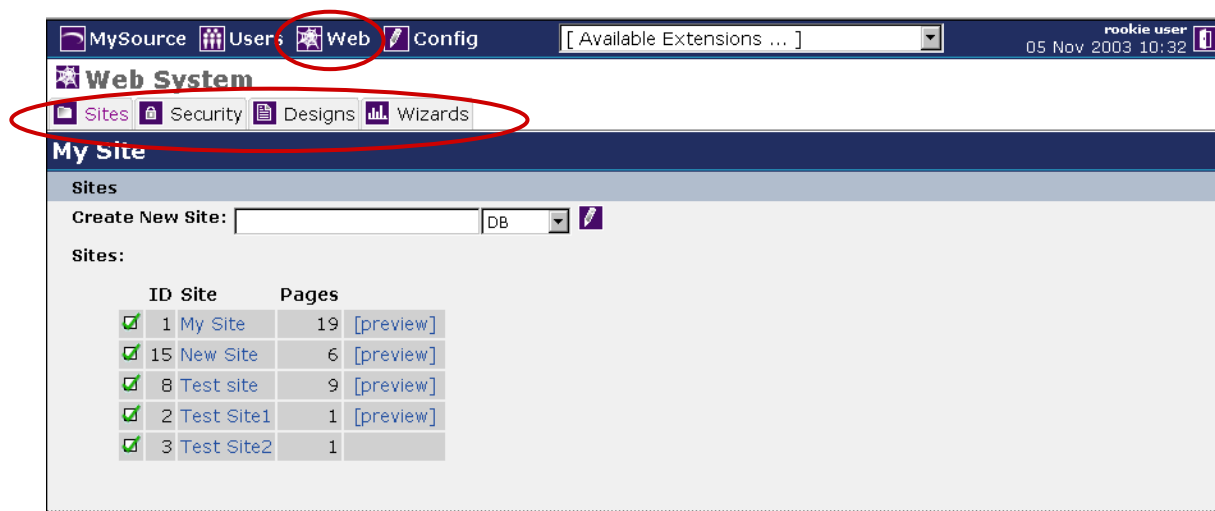 MySource Users Web Config [ Available Extensions ... ] rookie user
05 Nov 2003 10:32
Web System
Sites Security Designs Wizards
My Site
Sites
Create New Site: DB
Sites:
ID Site Pages
1 My Site 19 [preview]
15 New Site 6 [preview]
8 Test site 9 [preview]
2 Test Site1 1 [preview]
3 Test Site2 1